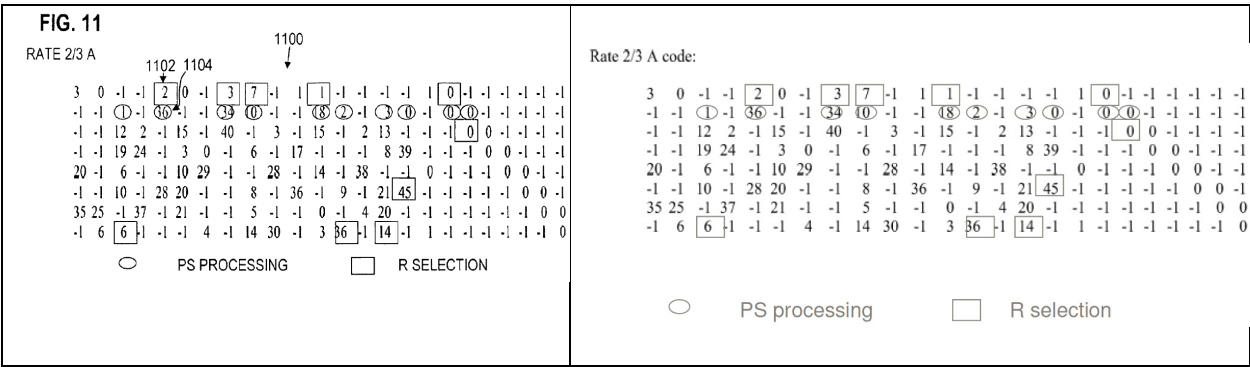 FIG. 11
RATE 2/3 A
1100
1102 1104
3 0 -1 -1 2 0 -1 3 7 -1 1 1 -1 -1 -1 -1 1 0 -1 -1 -1 -1 -1 -1
-1 -1 1 -1 36 -1 -1 34 10 -1 -1 18 2 -1 3 0 -1 0 0 -1 -1 -1 -1 -1
-1 -1 12 2 -1 15 -1 40 -1 3 -1 15 -1 2 13 -1 -1 -1 0 0 -1 -1 -1 -1
-1 -1 19 24 -1 3 0 -1 6 -1 17 -1 -1 -1 8 39 -1 -1 -1 0 0 -1 -1 -1
20 -1 6 -1 -1 10 29 -1 -1 28 -1 14 -1 38 -1 -1 0 -1 -1 -1 0 0 -1 -1
-1 -1 10 -1 28 20 -1 -1 8 -1 36 -1 9 -1 21 45 -1 -1 -1 -1 -1 0 0 -1
35 25 -1 37 -1 21 -1 -1 5 -1 -1 0 -1 4 20 -1 -1 -1 -1 -1 -1 -1 0 0
-1 6 6 -1 -1 -1 4 -1 14 30 -1 3 36 -1 14 -1 1 -1 -1 -1 -1 -1 -1 0
PS PROCESSING R SELECTION
Rate 2/3 A code:
3 0 -1 -1 2 0 -1 3 7 -1 1 1 -1 -1 -1 -1 1 0 -1 -1 -1 -1 -1 -1
-1 -1 1 -1 36 -1 -1 34 10 -1 -1 18 2 -1 3 0 -1 0 0 -1 -1 -1 -1 -1
-1 -1 12 2 -1 15 -1 40 -1 3 -1 15 -1 2 13 -1 -1 -1 0 0 -1 -1 -1 -1
-1 -1 19 24 -1 3 0 -1 6 -1 17 -1 -1 -1 8 39 -1 -1 -1 0 0 -1 -1 -1
20 -1 6 -1 -1 10 29 -1 -1 28 -1 14 -1 38 -1 -1 0 -1 -1 -1 0 0 -1 -1
-1 -1 10 -1 28 20 -1 -1 8 -1 36 -1 9 -1 21 45 -1 -1 -1 -1 -1 0 0 -1
35 25 -1 37 -1 21 -1 -1 5 -1 -1 0 -1 4 20 -1 -1 -1 -1 -1 -1 -1 0 0
-1 6 6 -1 -1 -1 4 -1 14 30 -1 3 36 -1 14 -1 1 -1 -1 -1 -1 -1 -1 0
PS processing R selection